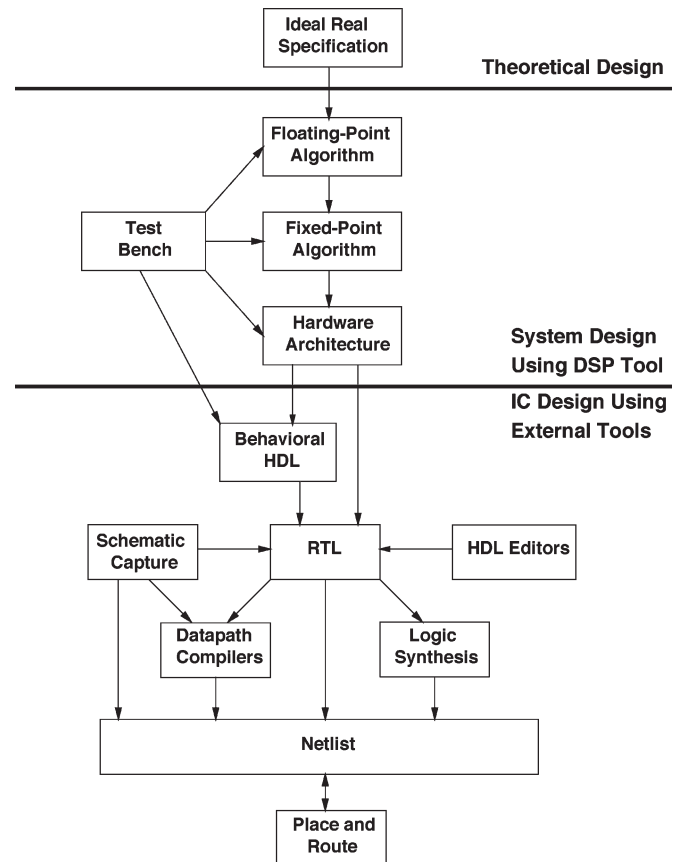 Ideal Real
Specification
Theoretical Design
Floating-Point
Algorithm
Test
Bench
Fixed-Point
Algorithm
Hardware
Architecture
System Design
Using DSP Tool
IC Design Using
External Tools
Behavioral
HDL
Schematic
Capture
RTL
HDL Editors
Datapath
Compilers
Logic
Synthesis
Netlist
Place and
Route